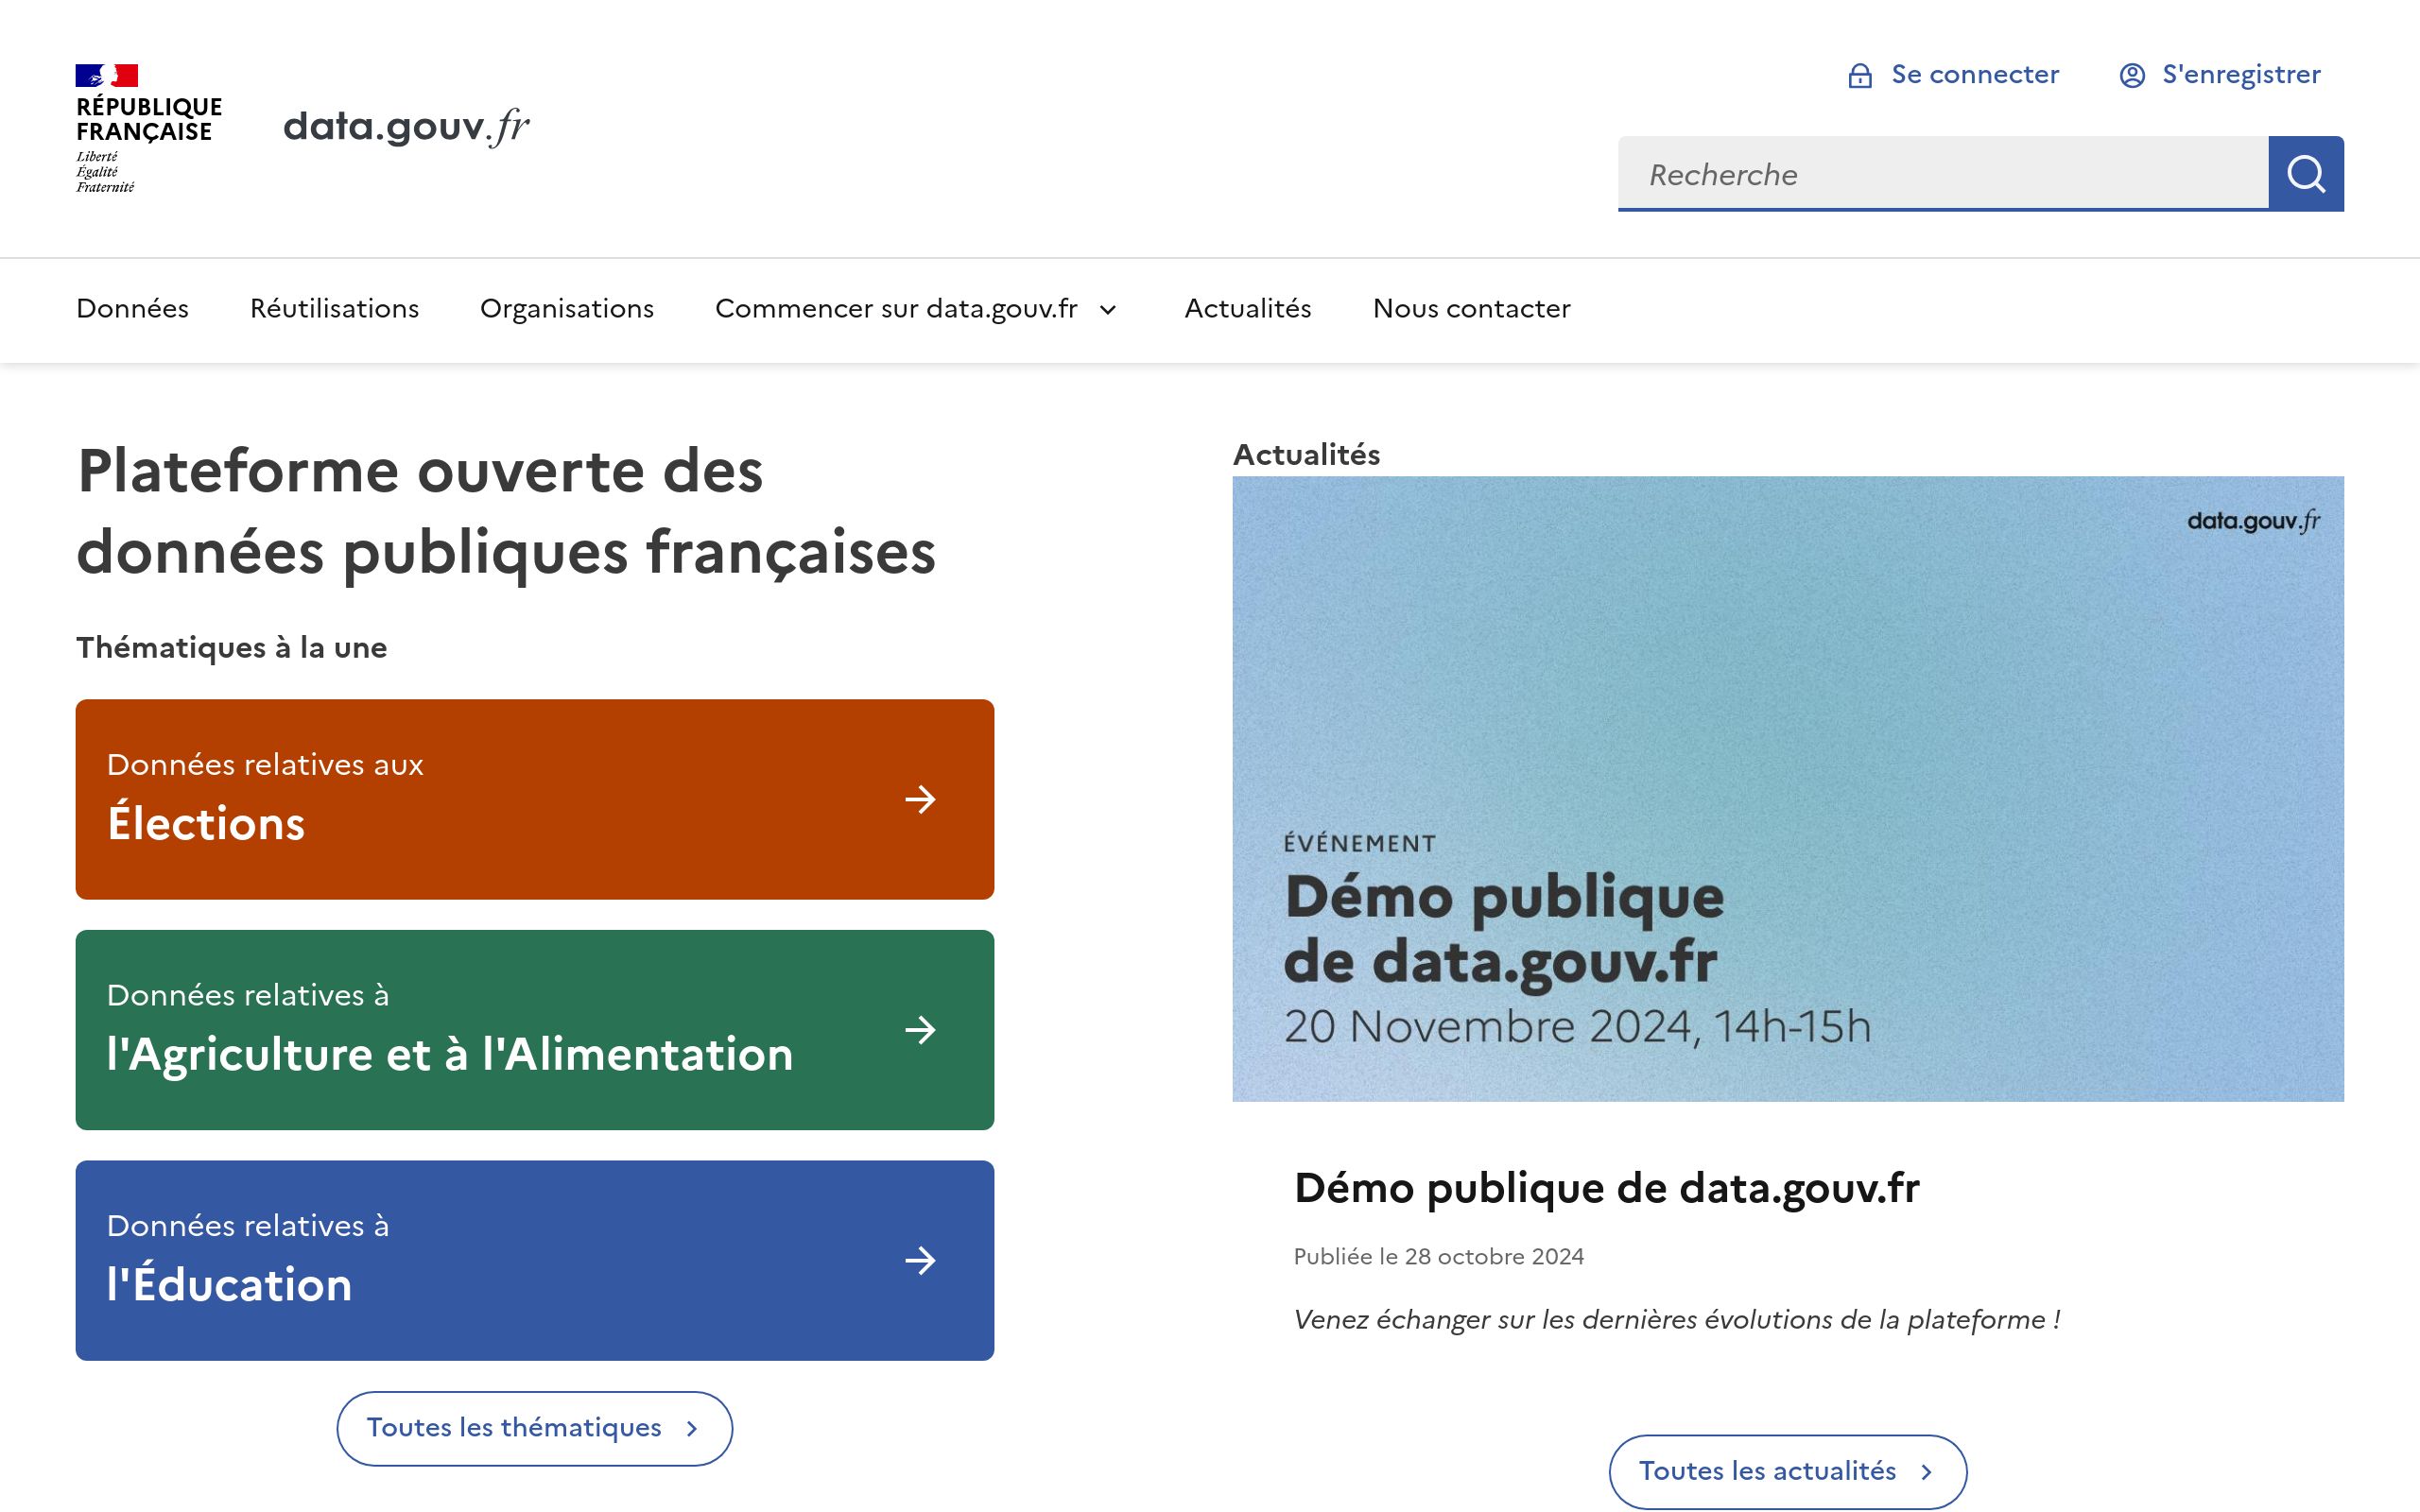 RÉPUBLIQUE
FRANÇAISE
Liberté
Égalité
Fraternité
data.gouv.fr
Se connecter
S'enregistrer
Recherche
Données
Réutilisations
Organisations
Commencer sur data.gouv.fr
Actualités
Nous contacter
Plateforme ouverte des
données publiques françaises
Thématiques à la une
Données relatives aux
Élections
Données relatives à
l'Agriculture et à l'Alimentation
Données relatives à
l'Éducation
Toutes les thématiques
Actualités
data.gouv.fr
ÉVÉNEMENT
Démo publique
de data.gouv.fr
20 Novembre 2024, 14h-15h
Démo publique de data.gouv.fr
Publiée le 28 octobre 2024
Venez échanger sur les dernières évolutions de la plateforme !
Toutes les actualités